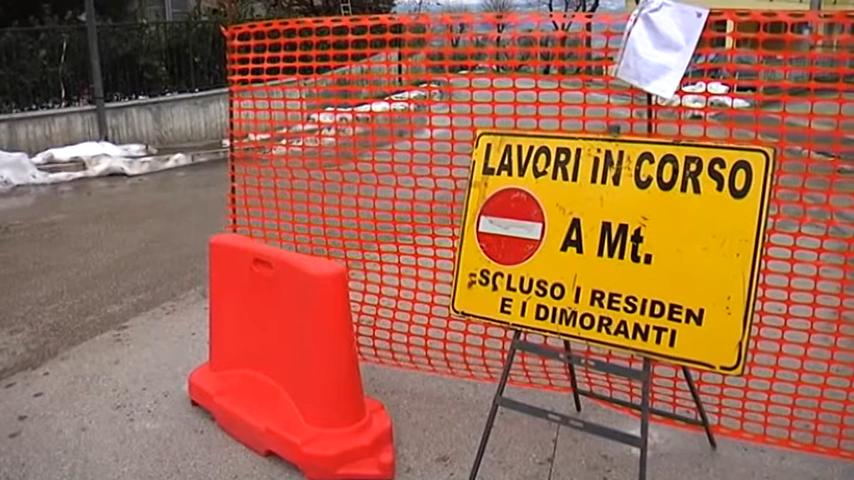 LAVORI IN CORSO
A Mt.
SCLUSO I RESIDEN
E I DIMORANTI